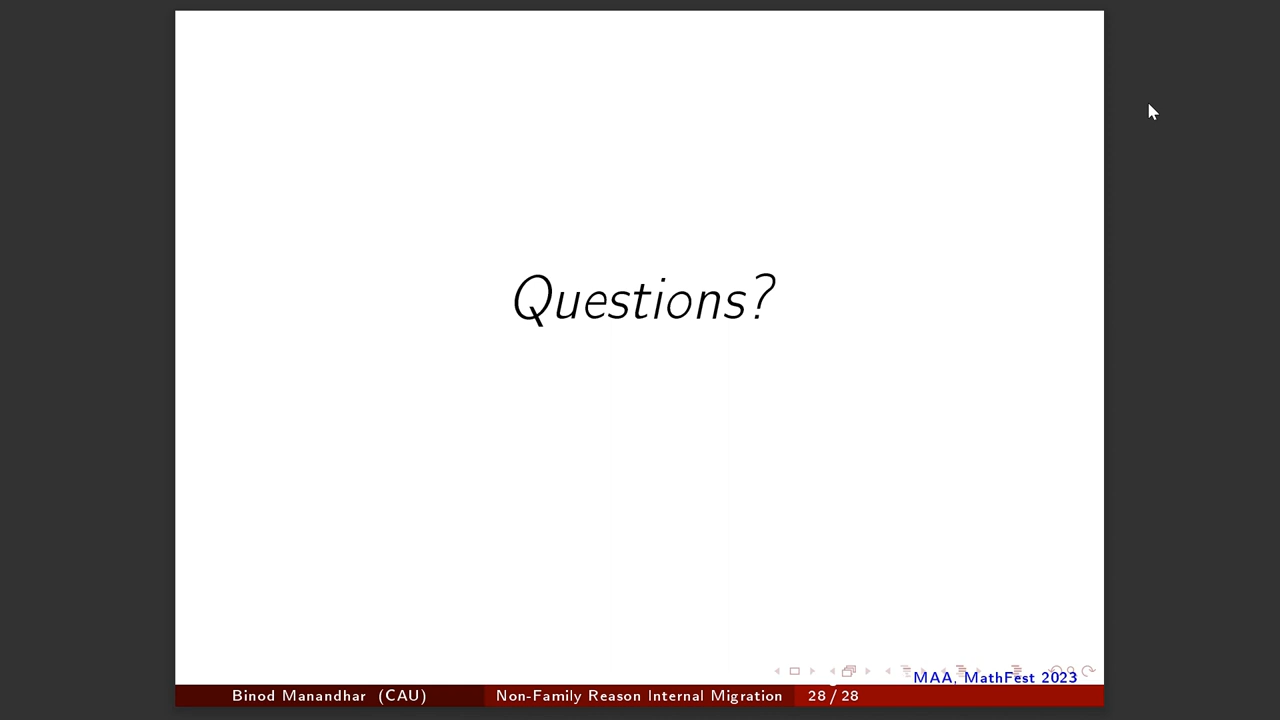 Questions?
MAA, MathFest 2023
Binod Manandhar (CAU) Non-Family Reason Internal Migration 28 / 28